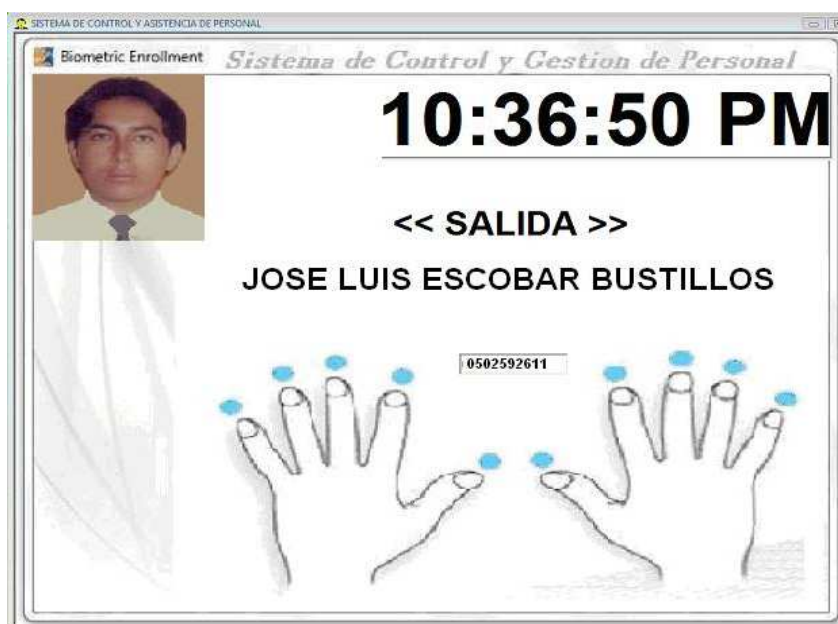 SISTEMA DE CONTROL Y ASISTENCIA DE PERSONAL
Biometric Enrollment
Sistema de Control y Gestion de Personal
10:36:50 PM
<< SALIDA >>
JOSE LUIS ESCOBAR BUSTILLOS
0502592611